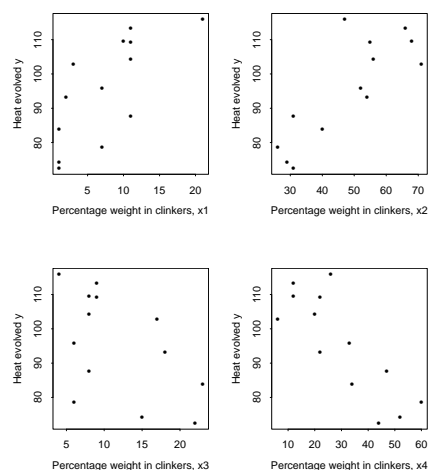 Heat evolved y
80 90 100 110
5 10 15 20
Percentage weight in clinkers, x1
Heat evolved y
80 90 100 110
30 40 50 60 70
Percentage weight in clinkers, x2
Heat evolved y
80 90 100 110
5 10 15 20
Percentage weight in clinkers, x3
Heat evolved y
80 90 100 110
10 20 30 40 50 60
Percentage weight in clinkers, x4